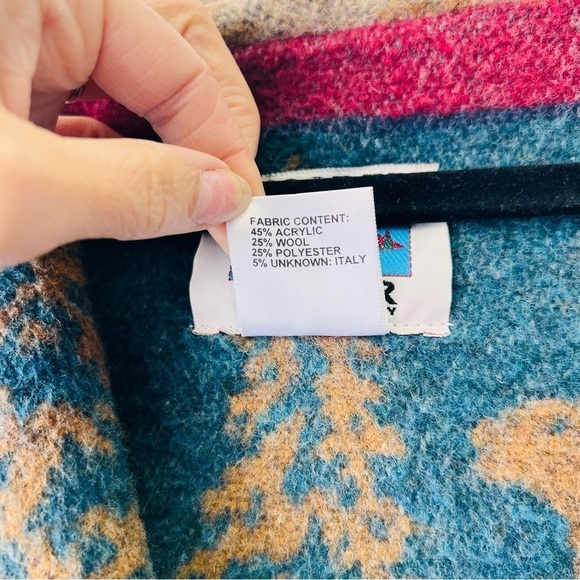 FABRIC CONTENT:
45% ACRYLIC
25% WOOL
25% POLYESTER
5% UNKNOWN: ITALY
R
Y